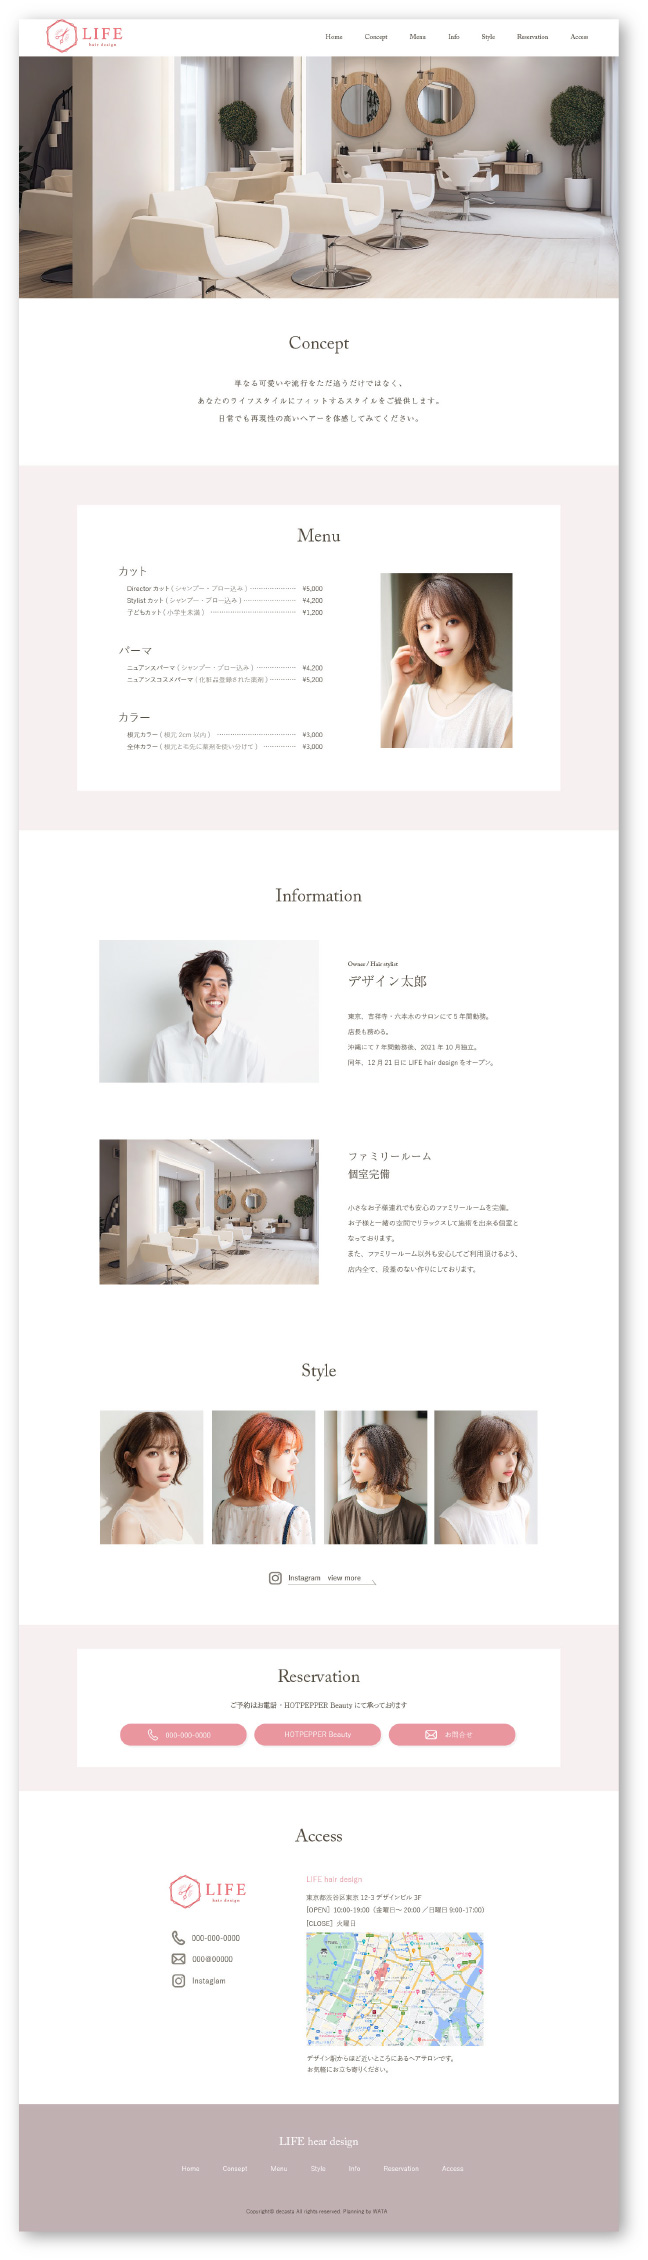 LIFE
hair design
Home Concept Menu Info Style Reservation Access
Concept
単なる可愛いや流行をただ追うだけではなく、
あなたのライフスタイルにフィットするスタイルをご提供します。
日常でも再現性の高いヘアーを体感してみてください。
Menu
カット
Director カット ( シャンプー・ブロー込み ) ¥5,000
Stylist カット ( シャンプー・ブロー込み ) ¥4,200
子どもカット ( 小学生未満 ) ¥1,200
パーマ
ニュアンスパーマ ( シャンプー・ブロー込み ) ¥4,200
ニュアンスコスメパーマ ( 化粧品登録された薬剤 ) ¥5,200
カラー
根元カラー ( 根元 2cm 以内 ) ¥3,000
全体カラー ( 根元と毛先に薬剤を使い分けて ) ¥3,000
Information
Owner / Hair stylist
デザイン太郎
東京、吉祥寺・六本木のサロンにて 5 年間勤務。
店長も務める。
沖縄にて 7 年間勤務後、2021 年 10 月独立。
同年、12 月 21 日に LIFE hair design をオープン。
ファミリールーム
個室完備
小さなお子様連れでも安心のファミリールームを完備。
お子様と一緒の空間でリラックスして施術を出来る個室と
なっております。
また、ファミリールーム以外も安心してご利用頂けるよう、
店内全て、段差のない作りにしております。
Style
Instagram view more
Reservation
ご予約はお電話・HOTPEPPER Beauty にて承っております
000-000-0000
HOTPEPPER Beauty
お問合せ
Access
LIFE
hair design
000-000-0000
000@00000
Instaglam
LIFE hair design
東京都渋谷区東京 12-3 デザインビル 3F
[OPEN] 10:00-19:00（金曜日〜 20:00 ／日曜日 9:00-17:00)
[CLOSE] 火曜日
デザイン駅からほど近いところにあるヘアサロンです。
お気軽にお立ち寄りください。
LIFE hear design
Home Concept Menu Style Info Reservation Access
Copyright© decasta All rights reserved Planning by WATA